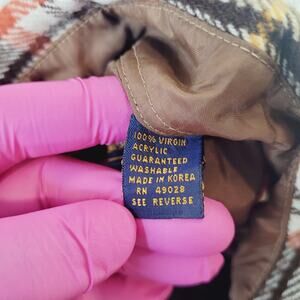 100% VIRGIN
ACRYLIC
GUARANTEED
WASHABLE
MADE IN KOREA
RN 49028
SEE REVERSE